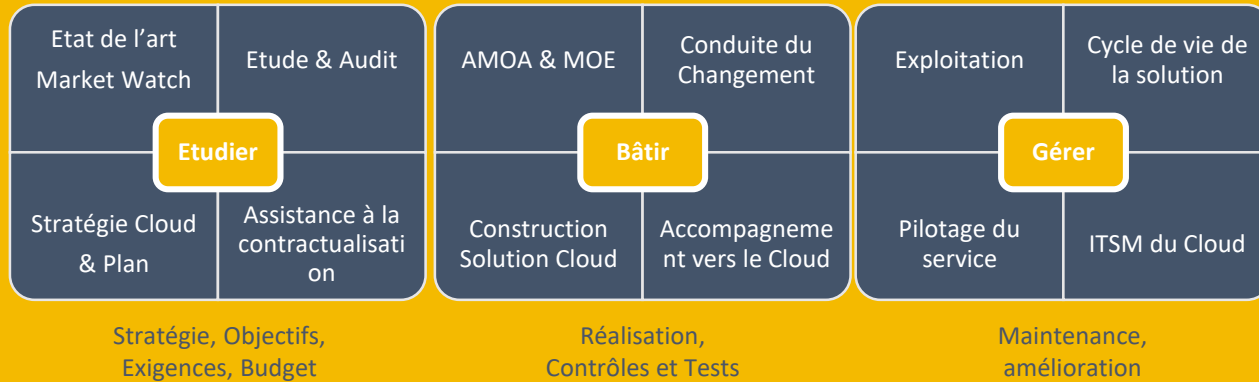 Etat de l’art
Market Watch
Etude & Audit
Etudier
Stratégie Cloud
& Plan
Assistance à la
contractualisati
on
AMOA & MOE
Conduite du
Changement
Bâtir
Construction
Solution Cloud
Accompagneme
nt vers le Cloud
Exploitation
Cycle de vie de
la solution
Gérer
Pilotage du
service
ITSM du Cloud
Stratégie, Objectifs,
Exigences, Budget
Réalisation,
Contrôles et Tests
Maintenance,
amélioration